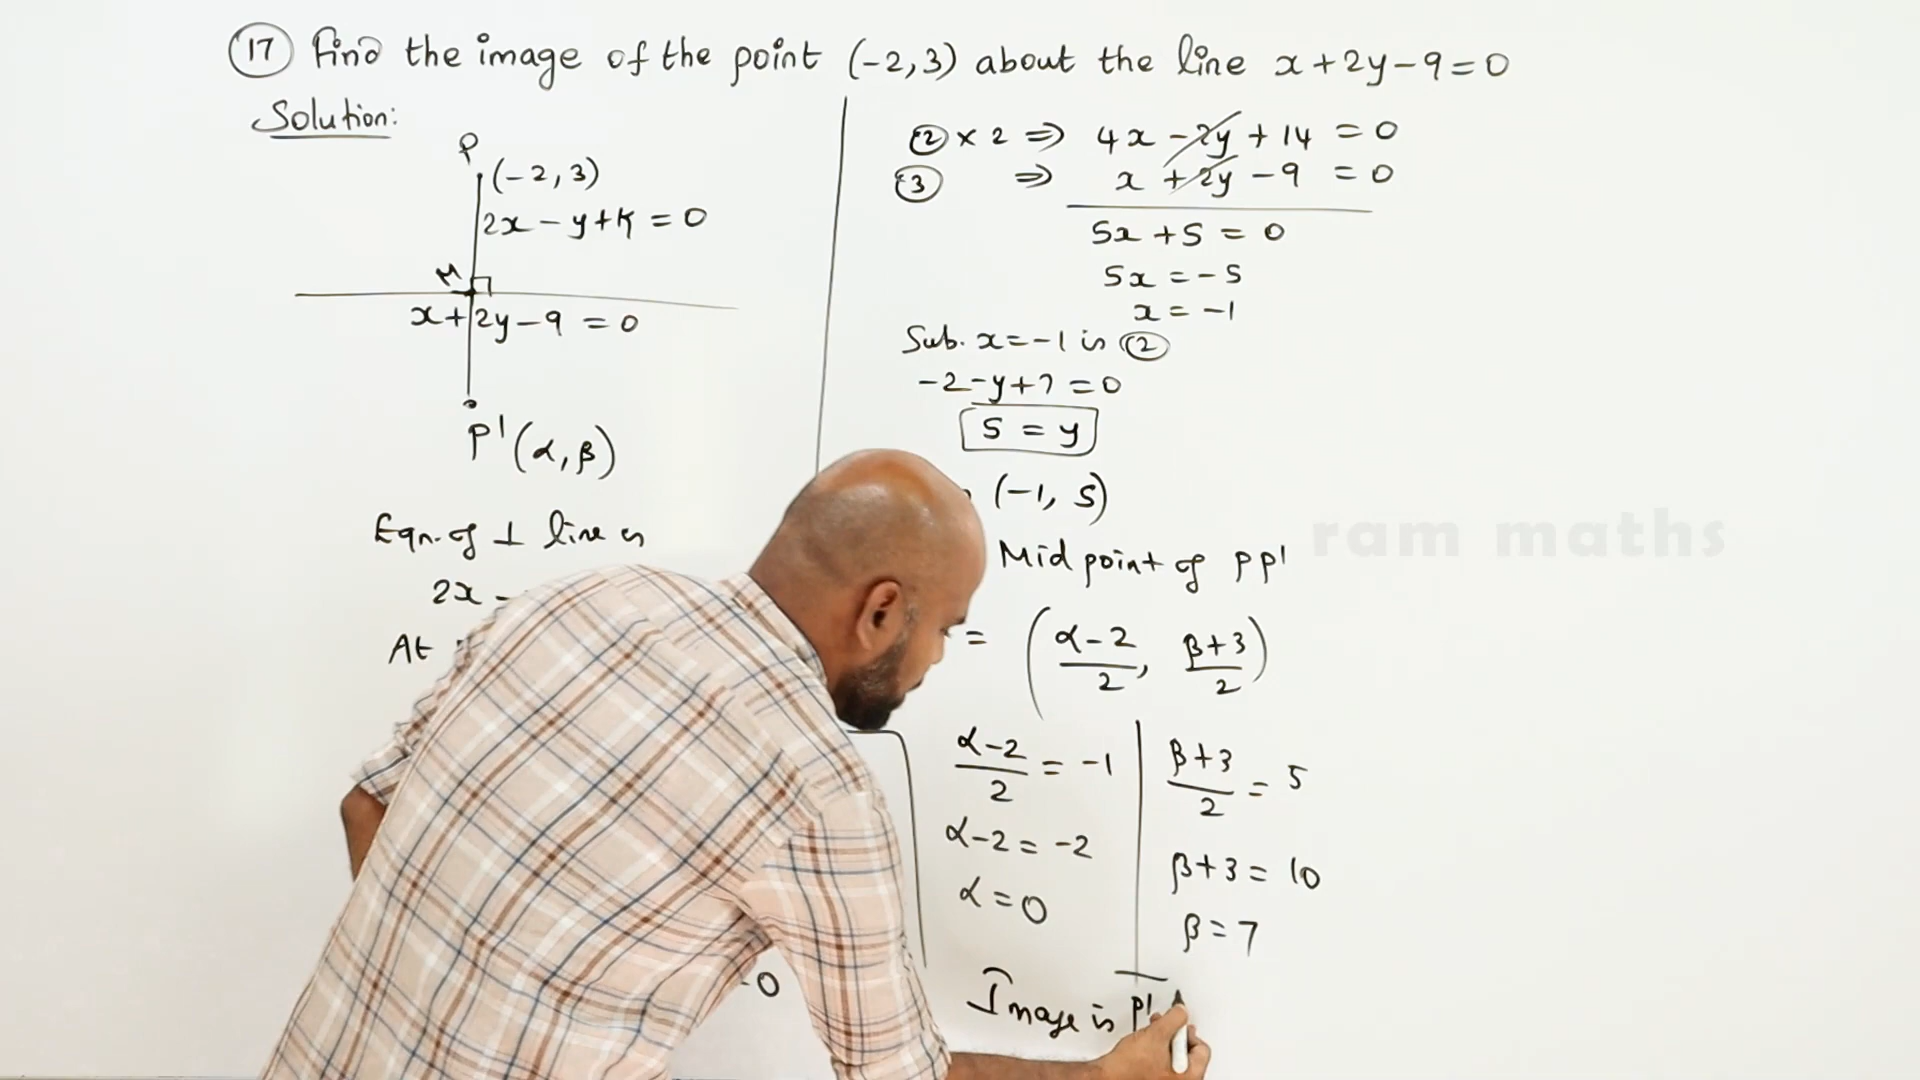 17 Find the image of the point (-2, 3) about the line x + 2y - 9 = 0
Solution:
P
(-2, 3)
2x - y + K = 0
M
x + 2y - 9 = 0
P' (α, β)
Eqn. of ⊥ line is
2x -
At
0
② × 2 ⇒ 4x - 2y + 14 = 0
③ ⇒ x + 2y - 9 = 0
5x + 5 = 0
5x = -5
x = -1
Sub. x = -1 in ②
-2 - y + 7 = 0
5 = y
(-1, 5)
Mid point of PP'
= (α-2/2, β+3/2)
α-2/2 = -1
α-2 = -2
α = 0
β+3/2 = 5
β+3 = 10
β = 7
Image is P'
ram maths